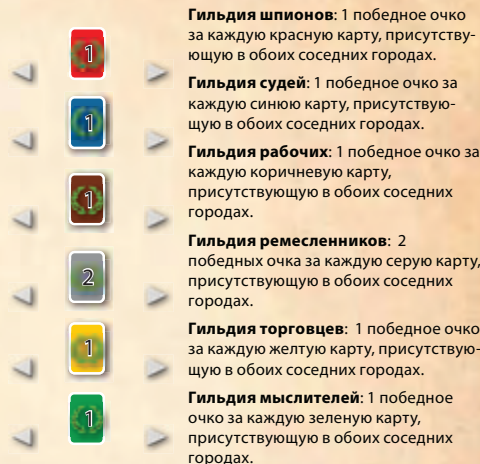 Гильдия шпионов: 1 победное очко
за каждую красную карту, присутству-
ющую в обоих соседних городах.
1
Гильдия судей: 1 победное очко за
каждую синюю карту, присутствую-
щую в обоих соседних городах.
1
Гильдия рабочих: 1 победное очко за
каждую коричневую карту,
присутствующую в обоих соседних
городах.
1
Гильдия ремесленников: 2
победных очка за каждую серую карту,
присутствующую в обоих соседних
городах.
2
Гильдия торговцев: 1 победное очко
за каждую желтую карту, присутствую-
щую в обоих соседних городах.
1
Гильдия мыслителей: 1 победное
очко за каждую зеленую карту,
присутствующую в обоих соседних
городах.
1